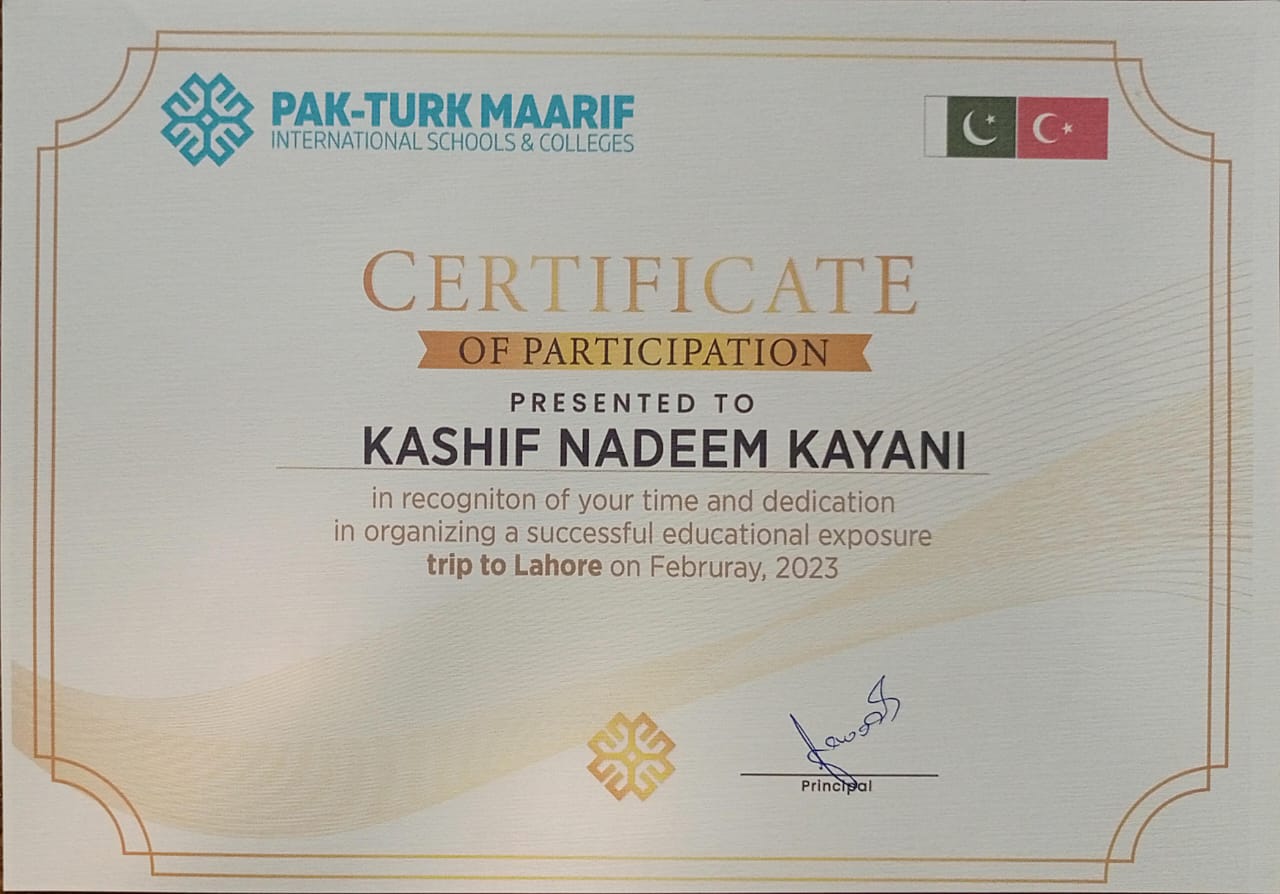 PAK-TURK MAARIF
INTERNATIONAL SCHOOLS & COLLEGES
CERTIFICATE
OF PARTICIPATION
PRESENTED TO
KASHIF NADEEM KAYANI
in recogniton of your time and dedication
in organizing a successful educational exposure
trip to Lahore on Februray, 2023
Principal